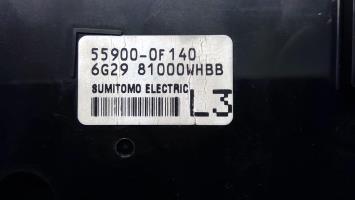 55900-0F140
6G29 81000WHBB
SUMITOMO ELECTRIC
L3